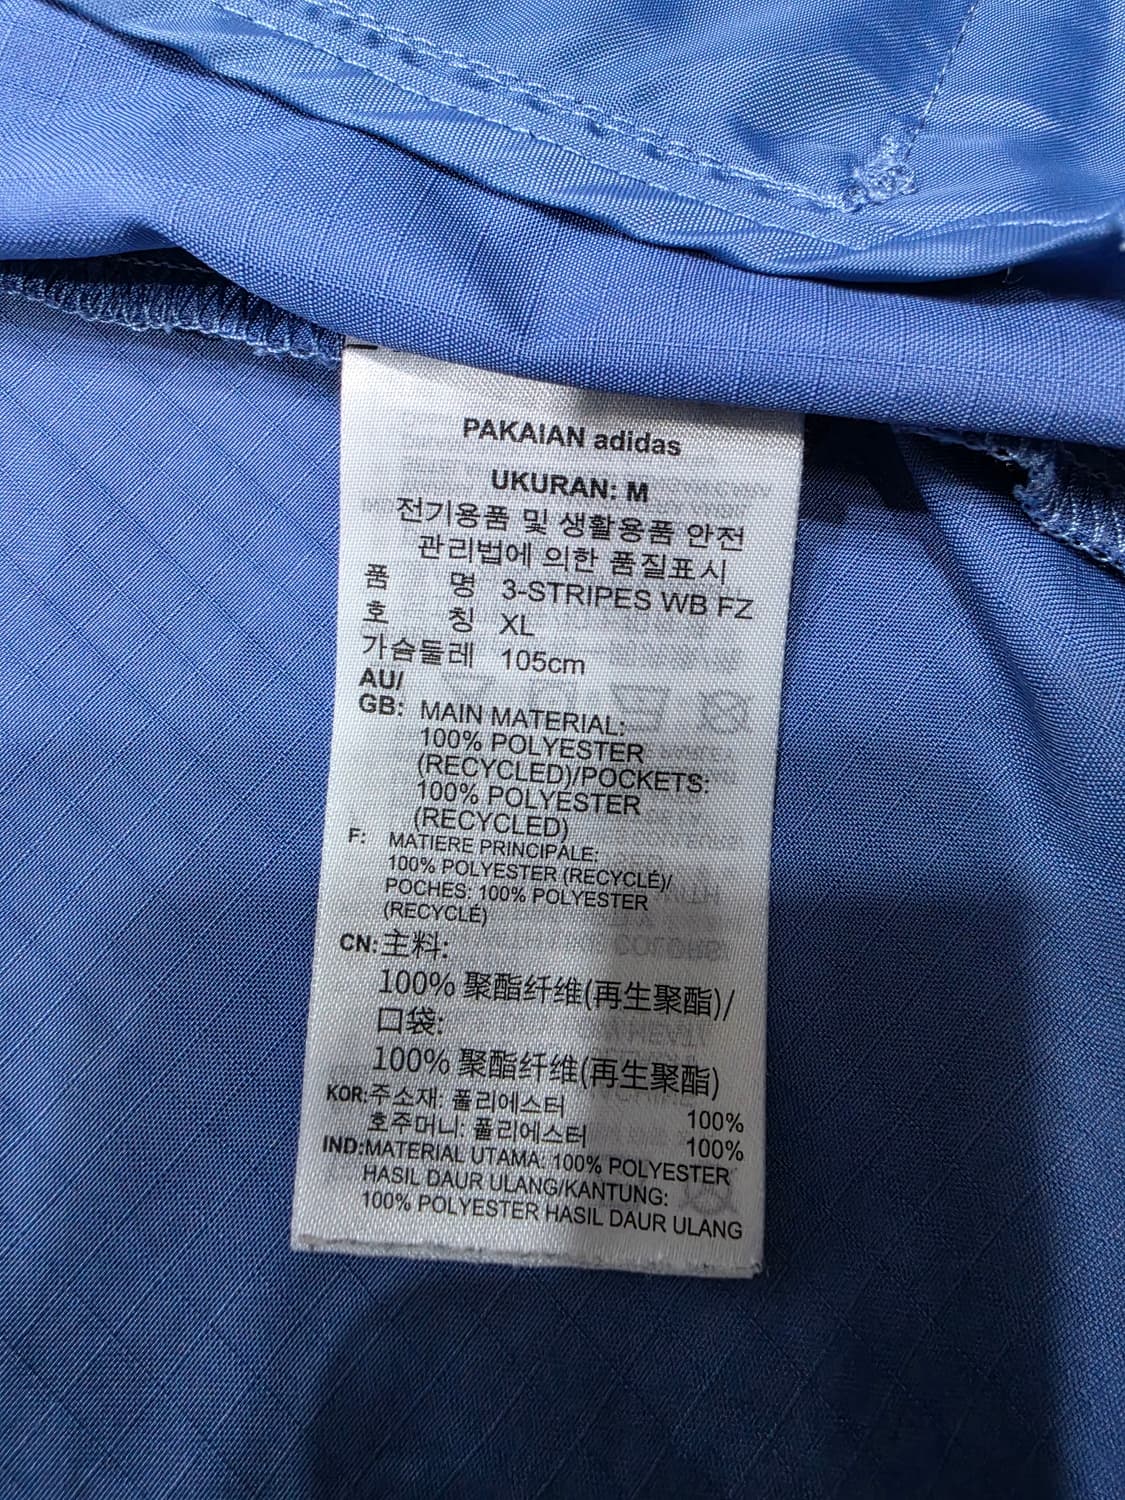 PAKAIAN adidas
UKURAN: M
전기용품 및 생활용품 안전
관리법에 의한 품질표시
품 명 3-STRIPES WB FZ
호 칭 XL
가슴둘레 105cm
AU/
GB: MAIN MATERIAL:
100% POLYESTER
(RECYCLED)/POCKETS:
100% POLYESTER
(RECYCLED)
F: MATIERE PRINCIPALE:
100% POLYESTER (RECYCLÉ)/
POCHES: 100% POLYESTER
(RECYCLÉ)
CN:主料:
100% 聚酯纤维(再生聚酯)/
口袋:
100% 聚酯纤维(再生聚酯)
KOR:주소재: 폴리에스터 100%
호주머니: 폴리에스터 100%
IND:MATERIAL UTAMA: 100% POLYESTER
HASIL DAUR ULANG/KANTUNG:
100% POLYESTER HASIL DAUR ULANG